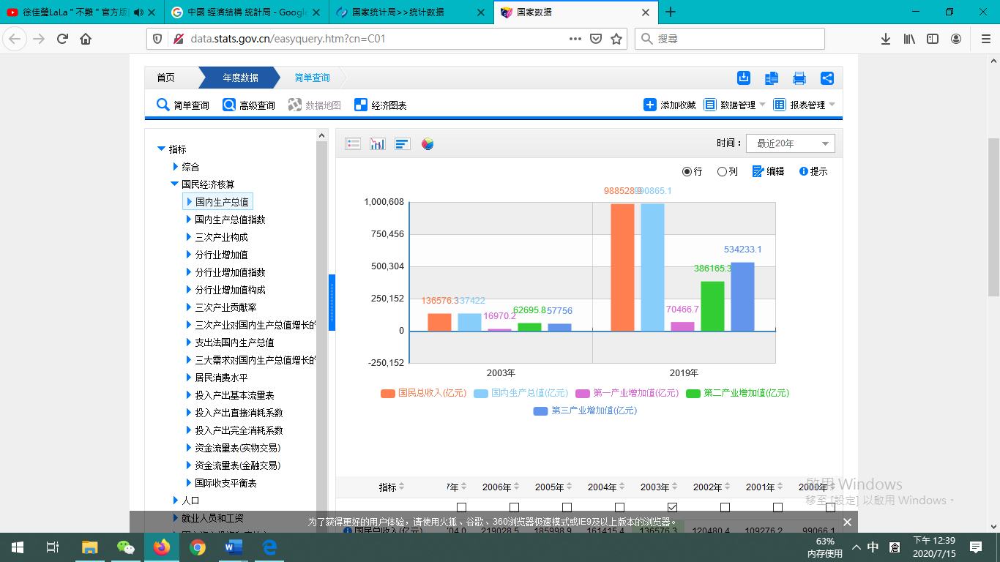 徐佳瑩LaLa＂不難＂官方版
中國 經濟結構 統計局 - Googl
国家统计局>>统计数据
国家数据
data.stats.gov.cn/easyquery.htm?cn=C01
搜尋
首页 年度数据 简单查询
简单查询 高级查询 数据地图 经济图表 添加收藏 数据管理 报表管理
指标
综合
国民经济核算
国内生产总值
国内生产总值指数
三次产业构成
分行业增加值
分行业增加值指数
分行业增加值构成
三次产业贡献率
三次产业对国内生产总值增长的
支出法国内生产总值
三大需求对国内生产总值增长的
居民消费水平
投入产出基本流量表
投入产出直接消耗系数
投入产出完全消耗系数
资金流量表(实物交易)
资金流量表(金融交易)
国际收支平衡表
人口
就业人员和工资
时间： 最近20年
行 列 编辑 提示
988528.9 990865.1
1,000,608
750,456
534233.1
500,304
386165.3
250,152
136576.3 137422 16970.2 62695.8 57756 70466.7
0
-250,152
2003年 2019年
国民总收入(亿元) 国内生产总值(亿元) 第一产业增加值(亿元) 第二产业增加值(亿元)
第三产业增加值(亿元)
指标 7年 2006年 2005年 2004年 2003年 2002年 2001年 2000年
啟用 Windows
移至 [設定] 以啟用 Windows。
为了获得更好的用户体验，请使用火狐、谷歌、360浏览器极速模式或IE9及以上版本的浏览器。
国民总收入(亿元) 704.0 219028.5 185998.9 161415.4 136576.3 120480.4 109276.2 99066.1
63%
内存使用
中 倉
下午 12:39
2020/7/15